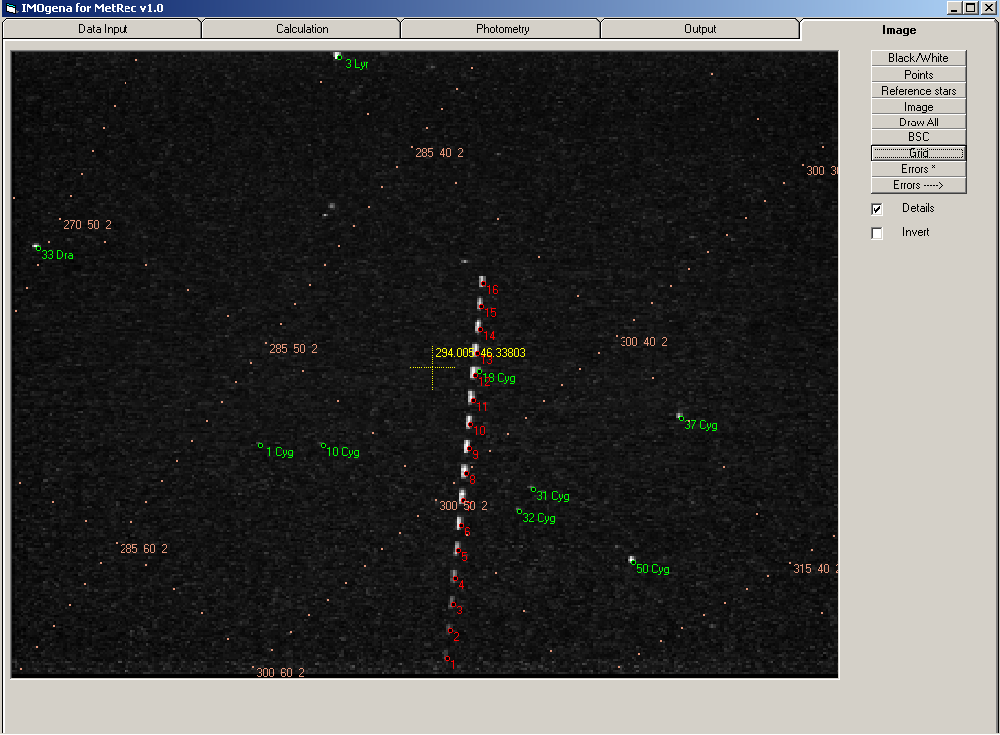 IMOgena for MetRec v1.0
Data Input
Calculation
Photometry
Output
Image
Black/White
Points
Reference stars
Image
Draw All
BSC
Grid
Errors *
Errors ---->
Details
Invert
3 Lyr
285 40 2
300 30
270 50 2
33 Dra
16
15
14
300 40 2
285 50 2
294.005 46.33803
13
19 Cyg
12
11
37 Cyg
10
1 Cyg
10 Cyg
9
8
31 Cyg
300 50 2
32 Cyg
6
285 60 2
5
50 Cyg
315 40 2
4
3
2
1
300 60 2